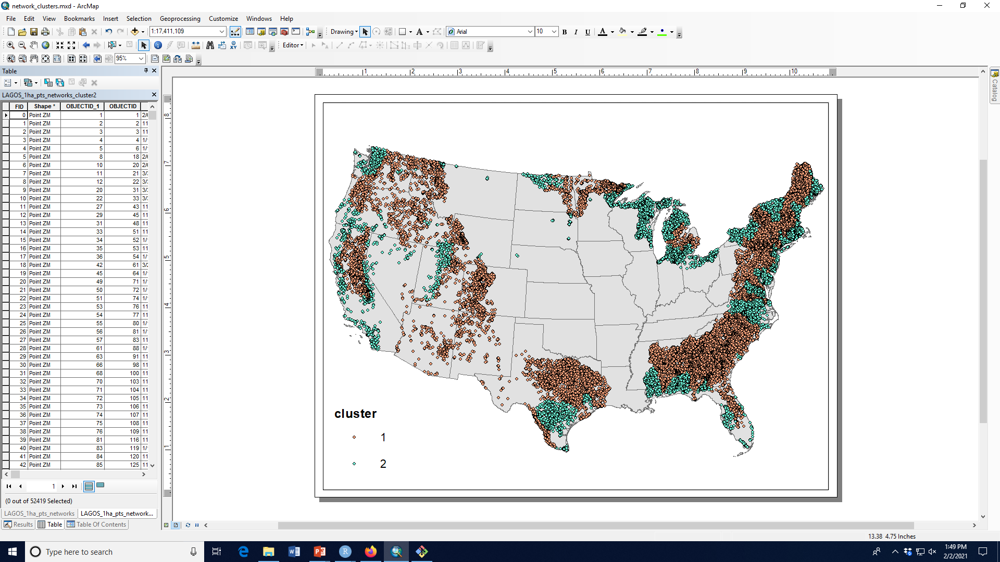 network_clusters.mxd - ArcMap
File Edit View Bookmarks Insert Selection Geoprocessing Customize Windows Help
1:17,411,109 Drawing Arial 10 B I U A
Editor
95%
Table
LAGOS_1ha_pts_networks_cluster2
FID Shape * OBJECTID_1 OBJECTID
0 Point ZM 1 1 2/6
1 Point ZM 2 2 11
2 Point ZM 3 3 11
3 Point ZM 4 4 1/
4 Point ZM 5 6 1/
5 Point ZM 8 18 2/6
6 Point ZM 10 20 2/6
7 Point ZM 11 21 3/
8 Point ZM 12 22 3/
9 Point ZM 20 31 3/
10 Point ZM 22 33 3/
11 Point ZM 27 43 11
12 Point ZM 29 45 11
13 Point ZM 31 48 11
14 Point ZM 33 51 11
15 Point ZM 34 52 1/
16 Point ZM 35 53 11
17 Point ZM 36 54 1/
18 Point ZM 42 61 3/2
19 Point ZM 45 64 1/
20 Point ZM 49 71 1/
21 Point ZM 50 72 1/
22 Point ZM 51 74 1/
23 Point ZM 53 76 11
24 Point ZM 54 77 11
25 Point ZM 55 80 1/
26 Point ZM 56 81 1/
27 Point ZM 57 83 11
28 Point ZM 61 88 1/
29 Point ZM 63 91 11
30 Point ZM 66 98 11
31 Point ZM 68 100 11
32 Point ZM 70 103 11
33 Point ZM 71 104 11
34 Point ZM 72 105 11
35 Point ZM 73 106 11
36 Point ZM 74 107 11
37 Point ZM 75 108 11
38 Point ZM 76 109 11
39 Point ZM 81 116 11
40 Point ZM 83 119 1/
41 Point ZM 84 120 11
42 Point ZM 85 125 11
1
(0 out of 52419 Selected)
LAGOS_1ha_pts_networks LAGOS_1ha_pts_network...
Results Table Table Of Contents
1 2 3 4 5 6 7 8 9 10
8
7
6
5
4
3
2
1
cluster
1
2
Catalog
13.38 4.75 Inches
Type here to search
1:49 PM
2/2/2021